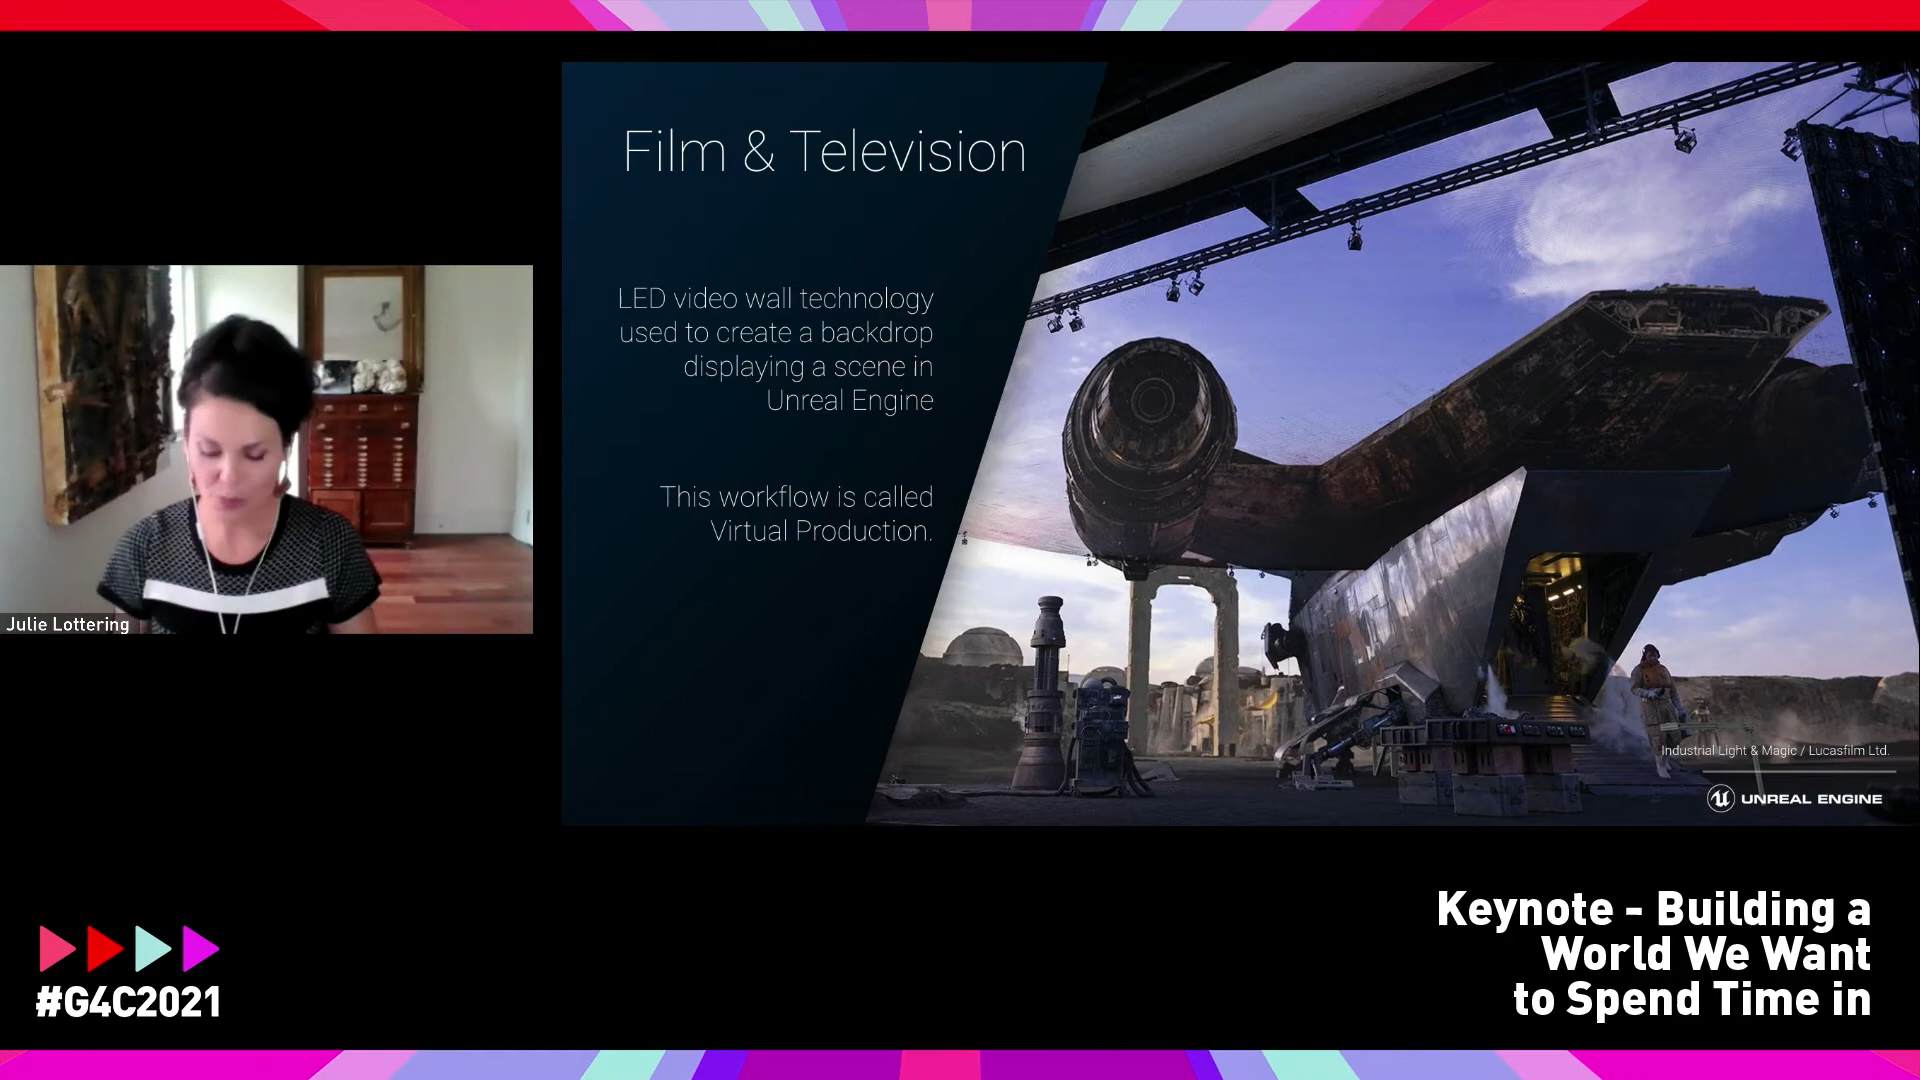 Film & Television
LED video wall technology
used to create a backdrop
displaying a scene in
Unreal Engine
This workflow is called
Virtual Production.
Julie Lottering
Industrial Light & Magic / Lucasfilm Ltd.
UNREAL ENGINE
Keynote - Building a
World We Want
to Spend Time in
#G4C2021